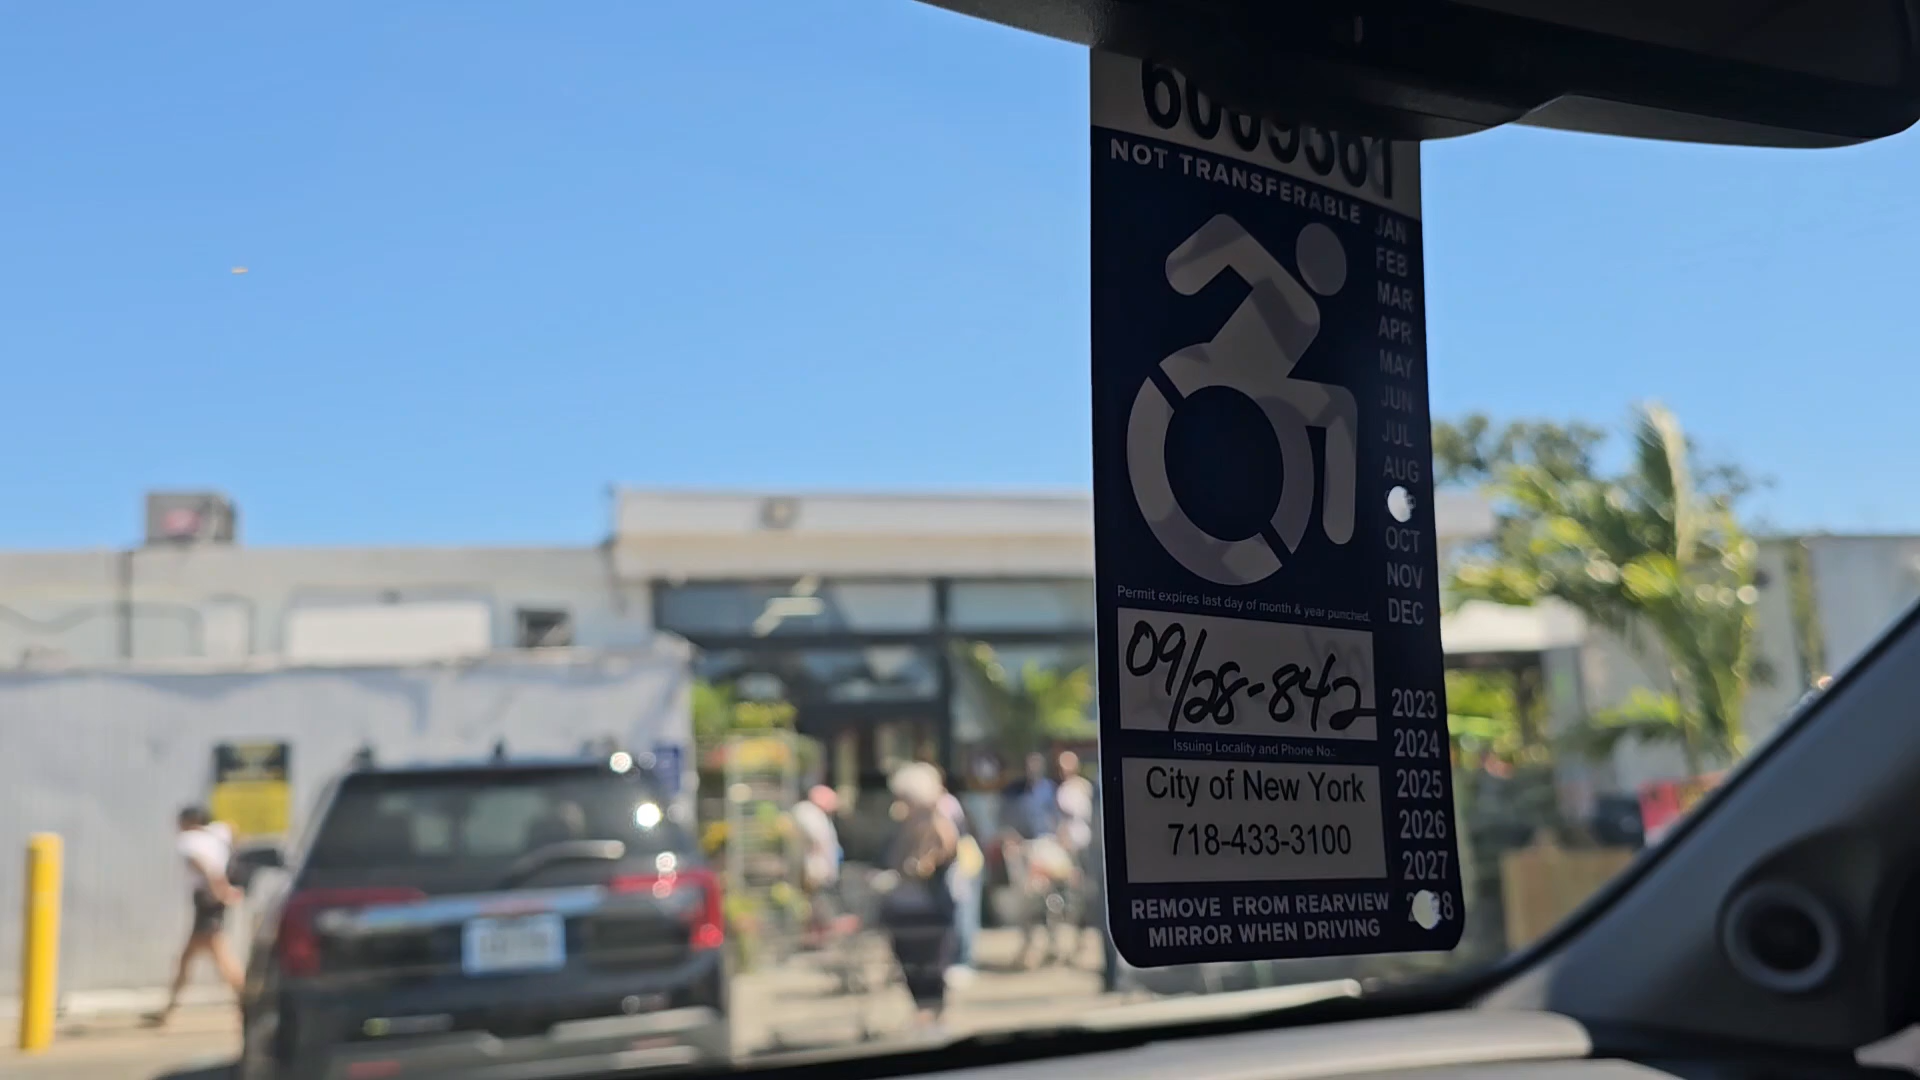 6009561
NOT TRANSFERABLE
JAN
FEB
MAR
APR
MAY
JUN
JUL
AUG
OCT
NOV
DEC
Permit expires last day of month & year punched.
09/28-842
Issuing Locality and Phone No.:
City of New York
718-433-3100
2023
2024
2025
2026
2027
REMOVE FROM REARVIEW
MIRROR WHEN DRIVING